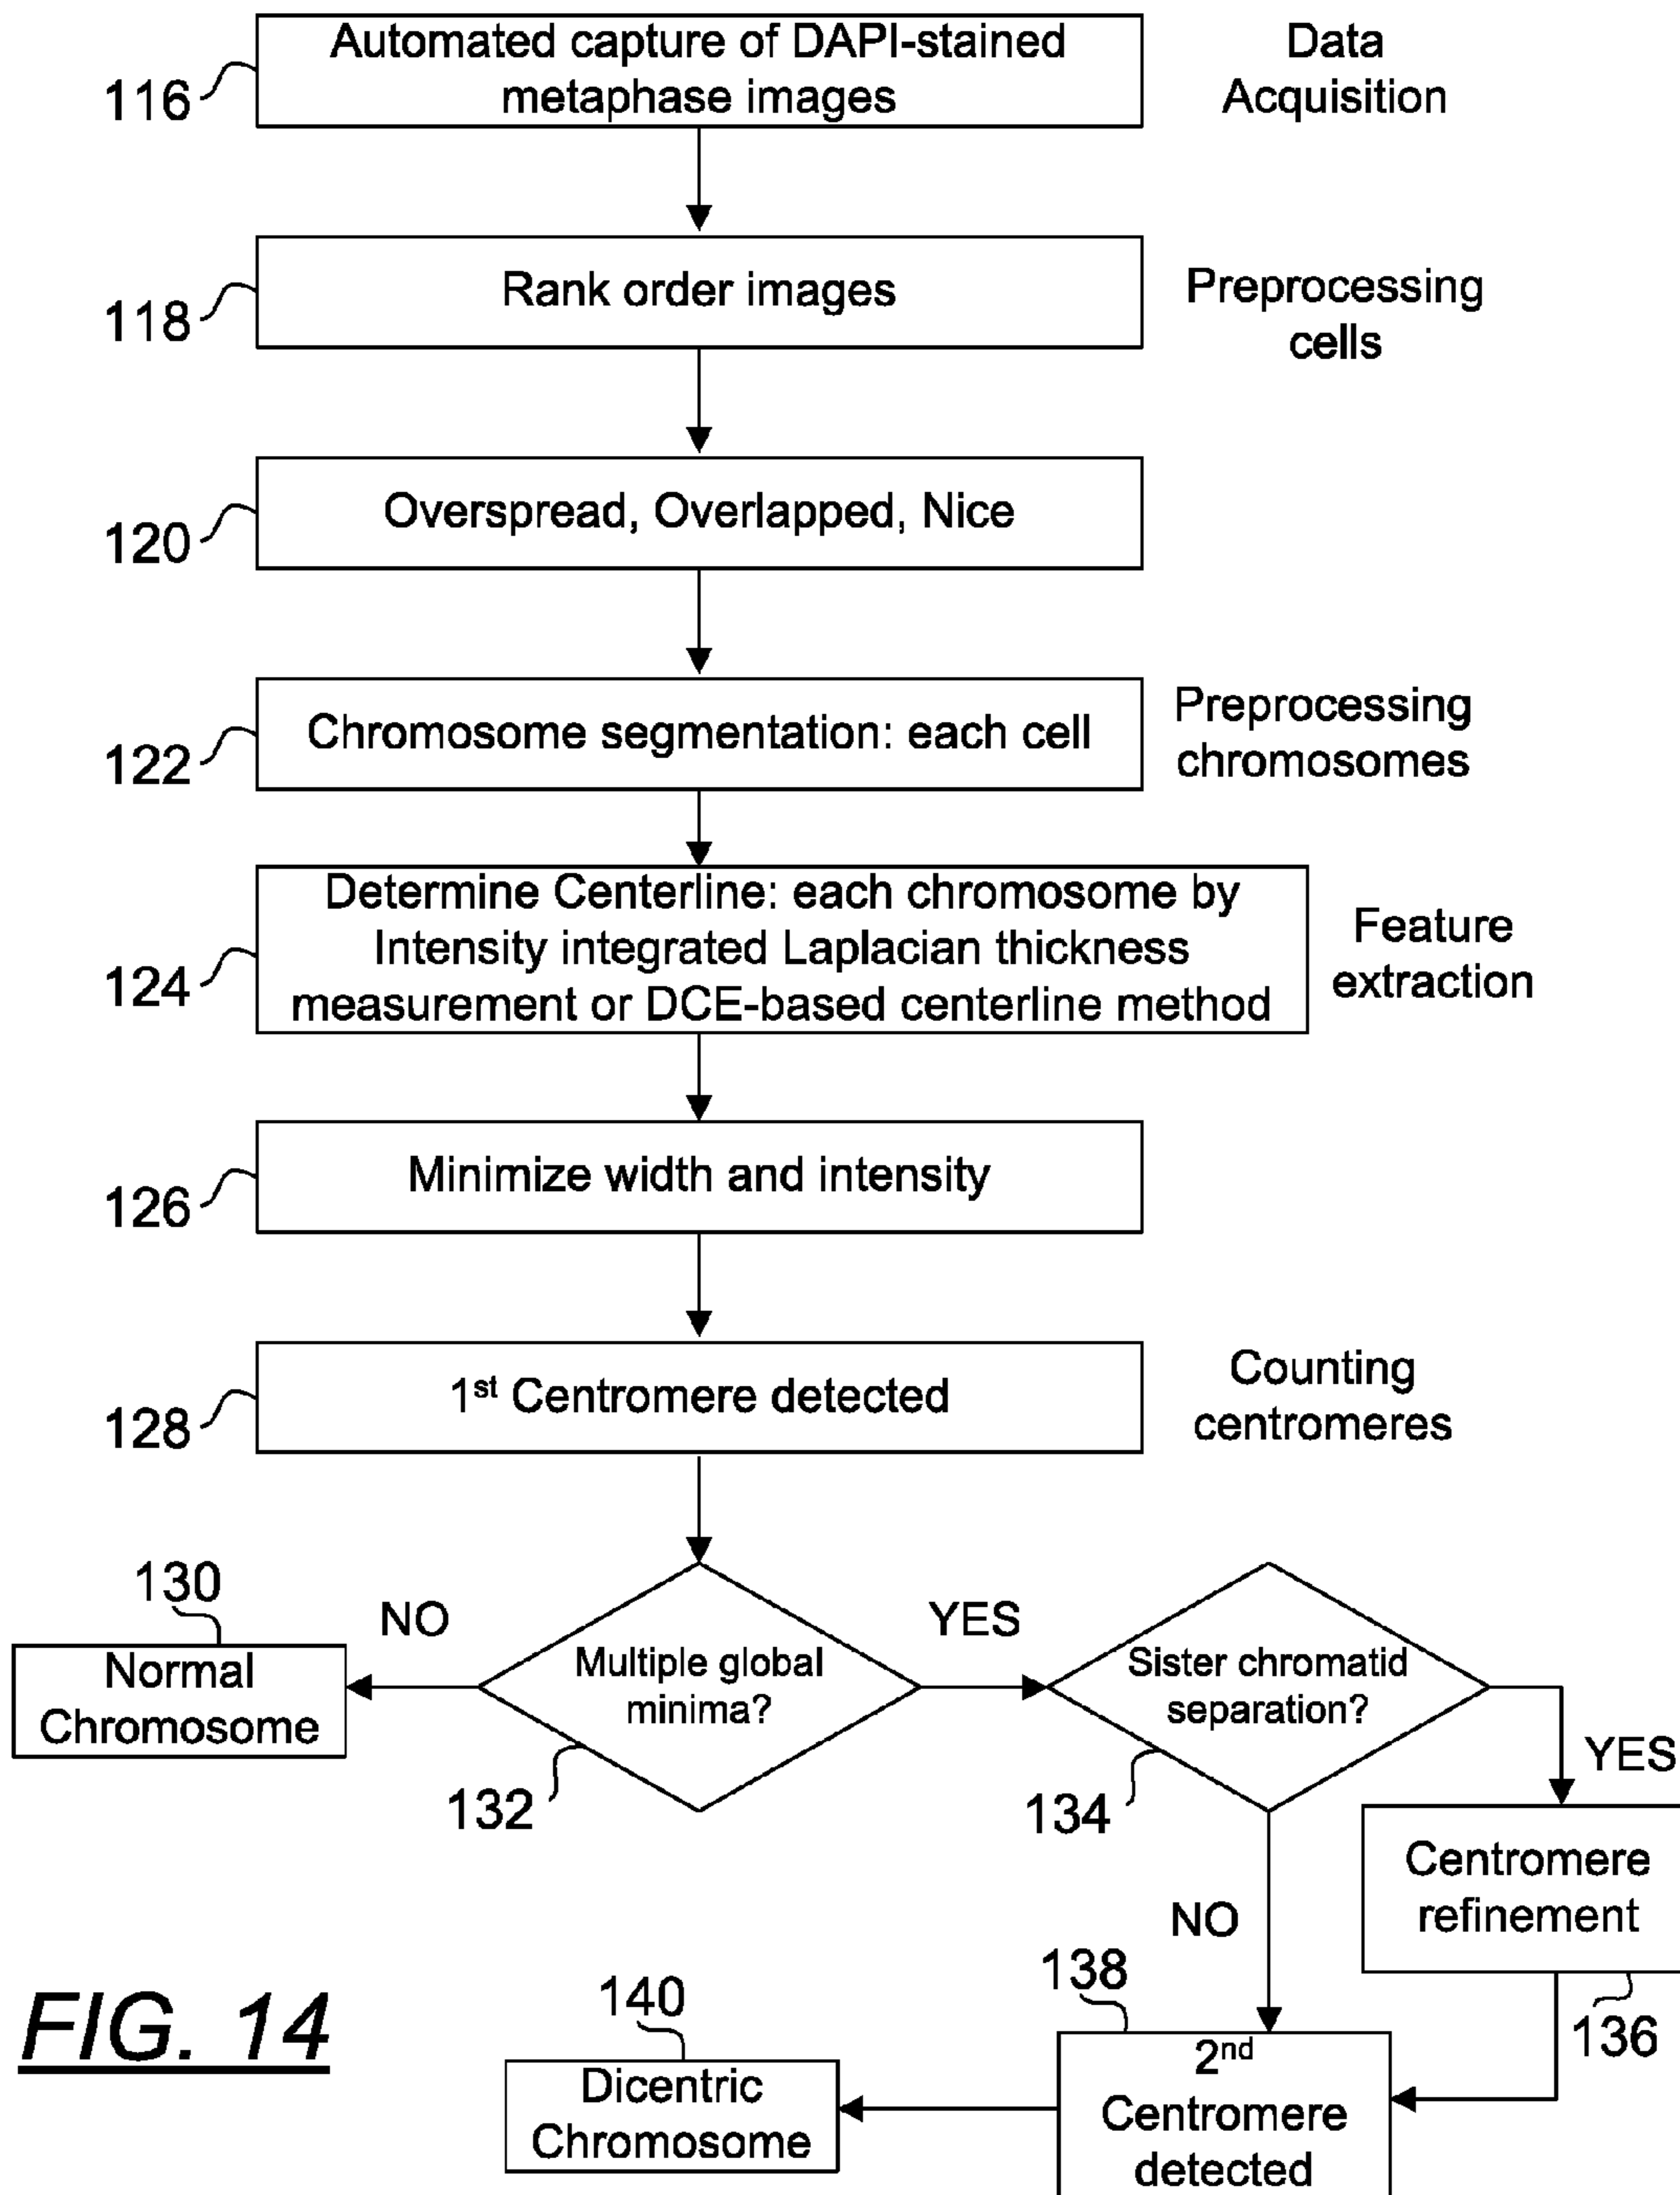 Automated capture of DAPI-stained
metaphase images
116
Data
Acquisition
Rank order images
118
Preprocessing
cells
Overspread, Overlapped, Nice
120
Chromosome segmentation: each cell
122
Preprocessing
chromosomes
Determine Centerline: each chromosome by
Intensity integrated Laplacian thickness
measurement or DCE-based centerline method
124
Feature
extraction
Minimize width and intensity
126
1st Centromere detected
128
Counting
centromeres
130
Normal
Chromosome
NO
Multiple global
minima?
132
YES
Sister chromatid
separation?
134
YES
NO
Centromere
refinement
136
138
2nd
Centromere
detected
140
Dicentric
Chromosome
FIG. 14